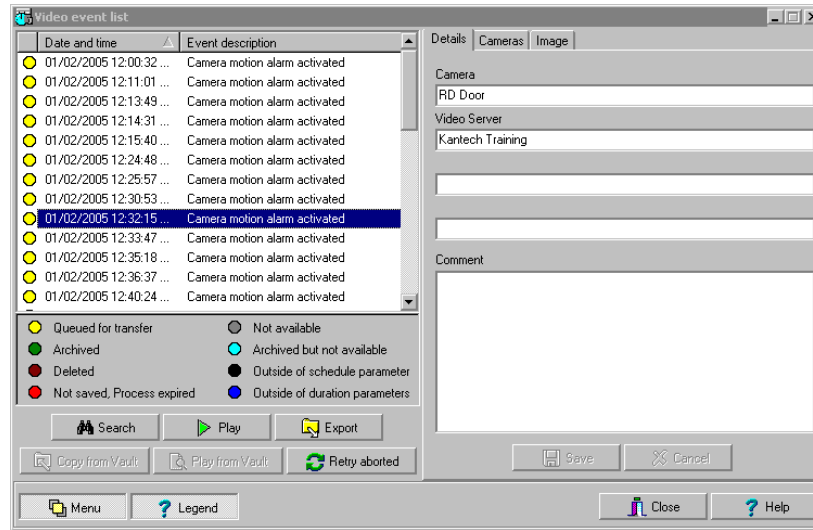 Video event list
Date and time Event description
01/02/2005 12:00:32 ... Camera motion alarm activated
01/02/2005 12:11:01 ... Camera motion alarm activated
01/02/2005 12:13:49 ... Camera motion alarm activated
01/02/2005 12:14:31 ... Camera motion alarm activated
01/02/2005 12:15:40 ... Camera motion alarm activated
01/02/2005 12:24:48 ... Camera motion alarm activated
01/02/2005 12:25:57 ... Camera motion alarm activated
01/02/2005 12:30:53 ... Camera motion alarm activated
01/02/2005 12:32:15 ... Camera motion alarm activated
01/02/2005 12:33:47 ... Camera motion alarm activated
01/02/2005 12:35:18 ... Camera motion alarm activated
01/02/2005 12:36:37 ... Camera motion alarm activated
01/02/2005 12:40:24 ... Camera motion alarm activated
Queued for transfer Not available
Archived Archived but not available
Deleted Outside of schedule parameter
Not saved, Process expired Outside of duration parameters
Search Play Export
Copy from Vault Play from Vault Retry aborted
Details Cameras Image
Camera
RD Door
Video Server
Kantech Training
Comment
Save Cancel
Menu Legend Close Help